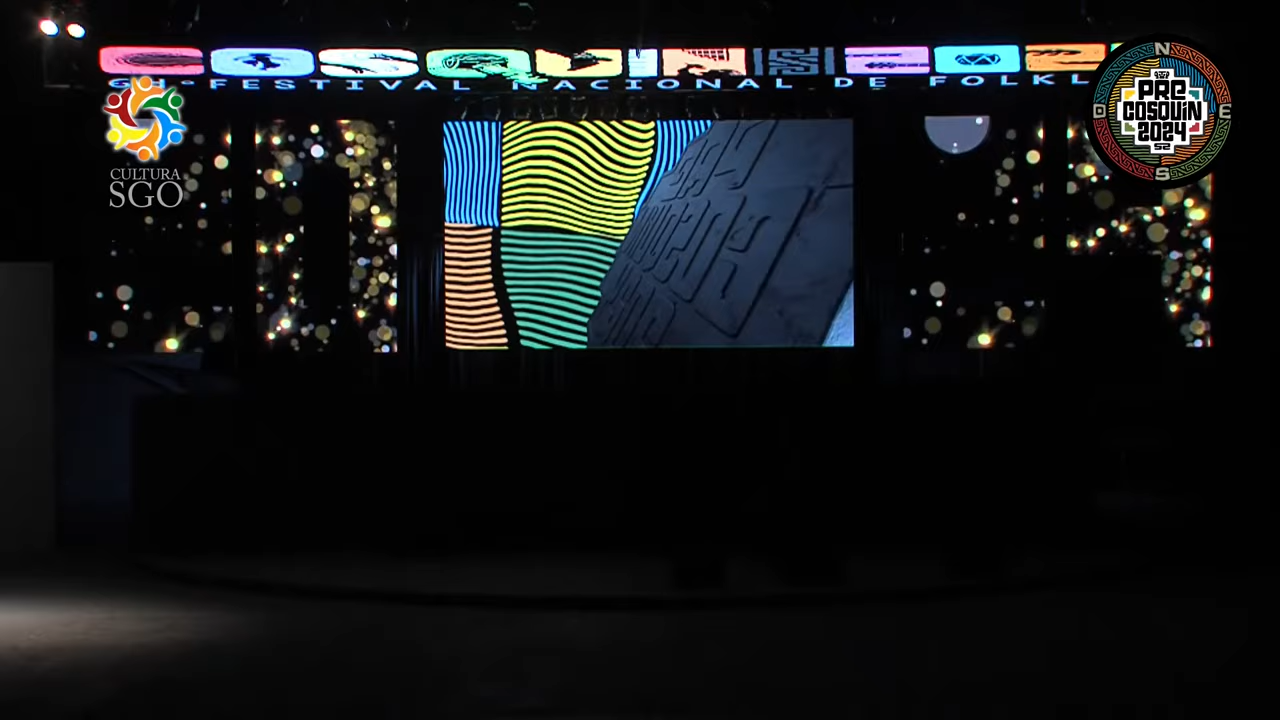 FESTIVAL NACIONAL DE FOLKL
CULTURA
SGO
N
PRE
COSQUIN
2024
O
E
S